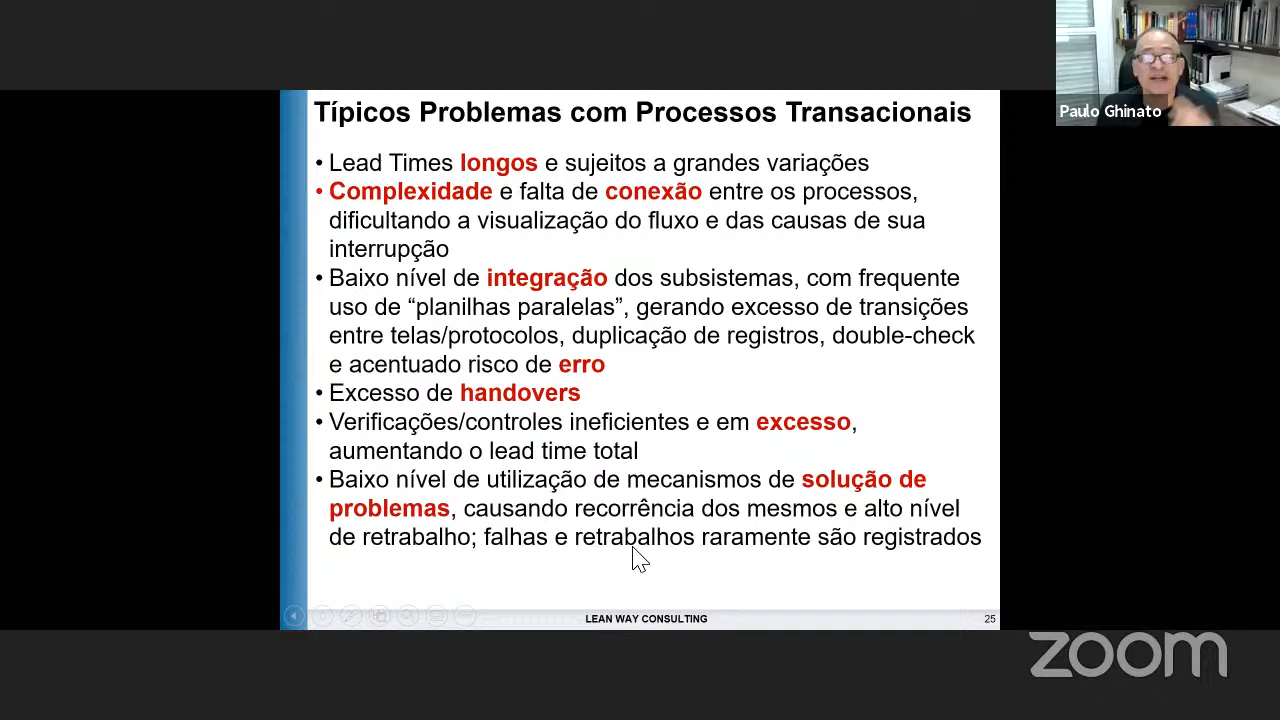 Paulo Ghinato
Típicos Problemas com Processos Transacionais
• Lead Times longos e sujeitos a grandes variações
• Complexidade e falta de conexão entre os processos,
dificultando a visualização do fluxo e das causas de sua
interrupção
• Baixo nível de integração dos subsistemas, com frequente
uso de “planilhas paralelas”, gerando excesso de transições
entre telas/protocolos, duplicação de registros, double-check
e acentuado risco de erro
• Excesso de handovers
• Verificações/controles ineficientes e em excesso,
aumentando o lead time total
• Baixo nível de utilização de mecanismos de solução de
problemas, causando recorrência dos mesmos e alto nível
de retrabalho; falhas e retrabalhos raramente são registrados
LEAN WAY CONSULTING
25
zoom